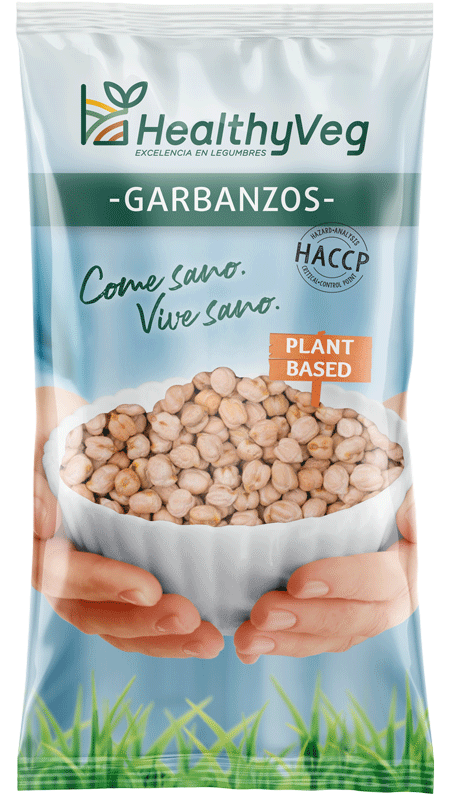 HealthyVeg
EXCELENCIA EN LEGUMBRES
-GARBANZOS-
HAZARD•ANALYSIS
HACCP
CRITICAL•CONTROL POINT
Come sano.
Vive sano.
PLANT
BASED